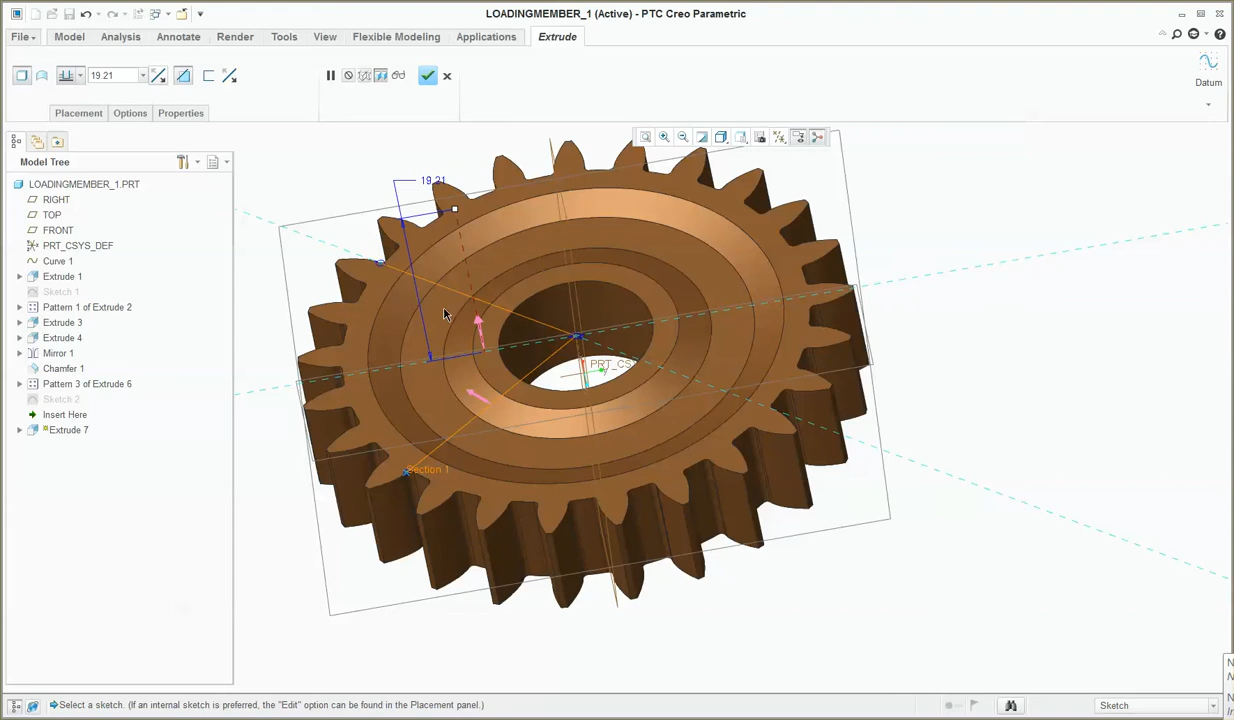 LOADINGMEMBER_1 (Active) - PTC Creo Parametric
File Model Analysis Annotate Render Tools View Flexible Modeling Applications Extrude
19.21
Datum
Placement Options Properties
Model Tree
LOADINGMEMBER_1.PRT
RIGHT
TOP
FRONT
PRT_CSYS_DEF
Curve 1
Extrude 1
Sketch 1
Pattern 1 of Extrude 2
Extrude 3
Extrude 4
Mirror 1
Chamfer 1
Pattern 3 of Extrude 6
Sketch 2
Insert Here
Extrude 7
19.21
PRT_CS
Section 1
Select a sketch. (If an internal sketch is preferred, the "Edit" option can be found in the Placement panel.)
Sketch